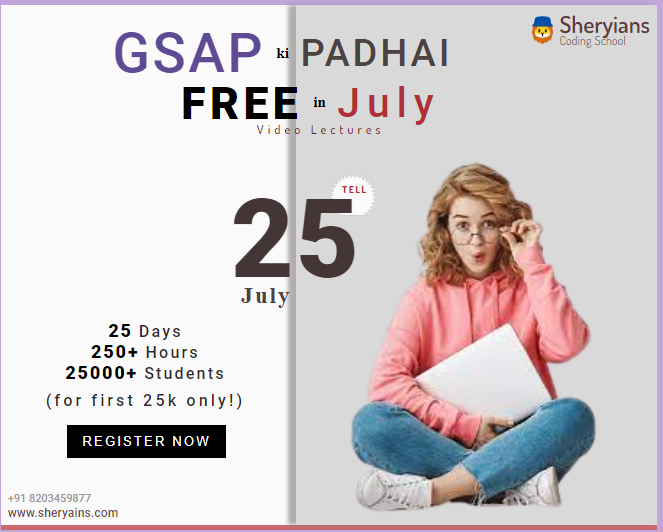 Sheryians
Coding School
GSAP ki PADHAI
FREE in July
Video Lectures
TELL
25
July
25 Days
250+ Hours
25000+ Students
(for first 25k only!)
REGISTER NOW
+91 8203459877
www.sheryains.com